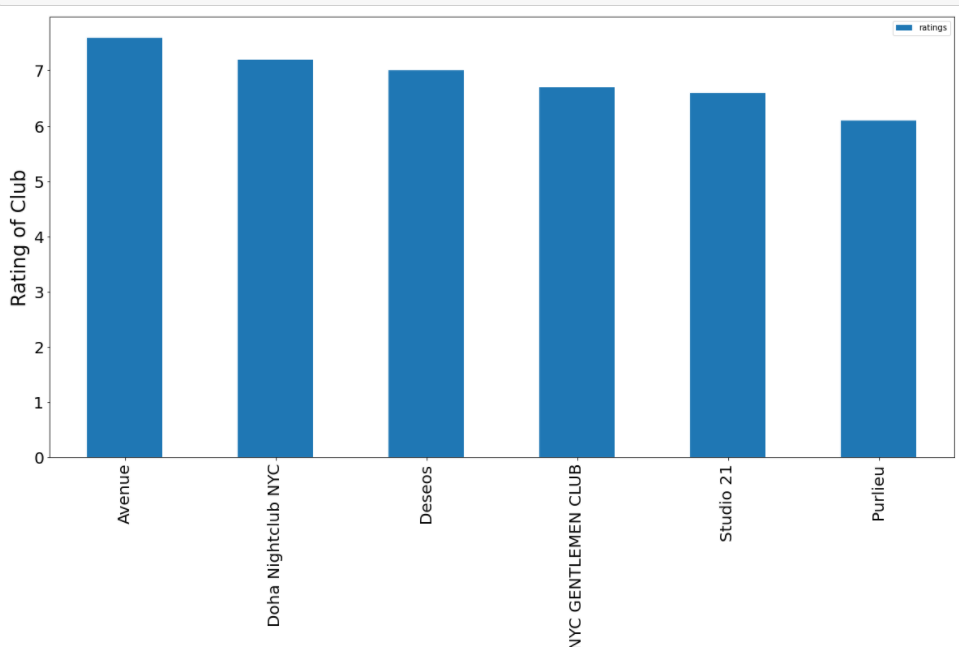 ratings
Rating of Club
7
6
5
4
3
2
1
0
Avenue
Doha Nightclub NYC
Deseos
NYC GENTLEMEN CLUB
Studio 21
Purlieu